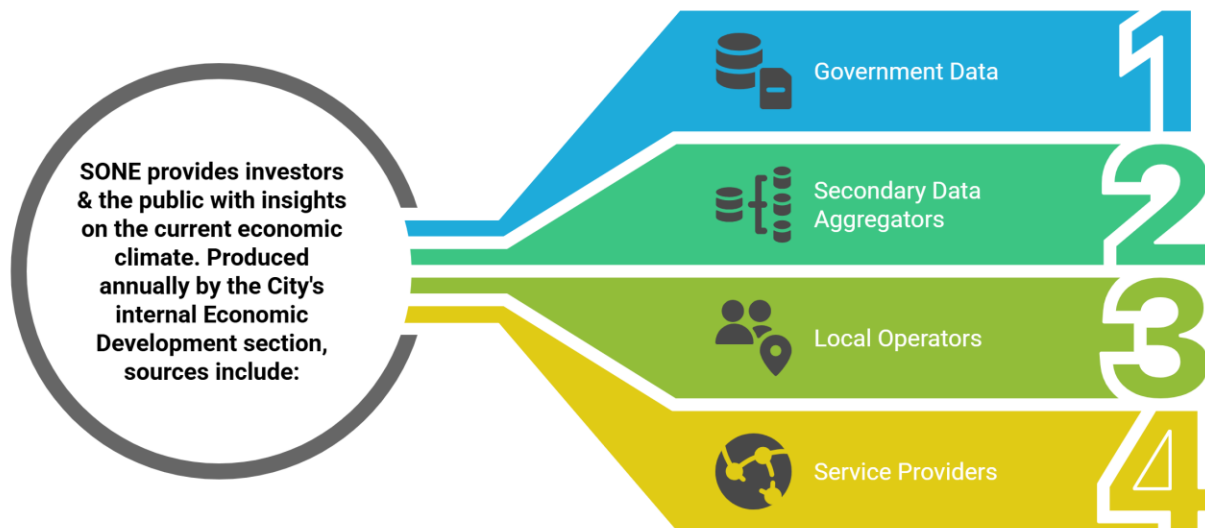 SONE provides investors
& the public with insights
on the current economic
climate. Produced
annually by the City's
internal Economic
Development section,
sources include:
Government Data
1
Secondary Data
Aggregators
2
Local Operators
3
Service Providers
4